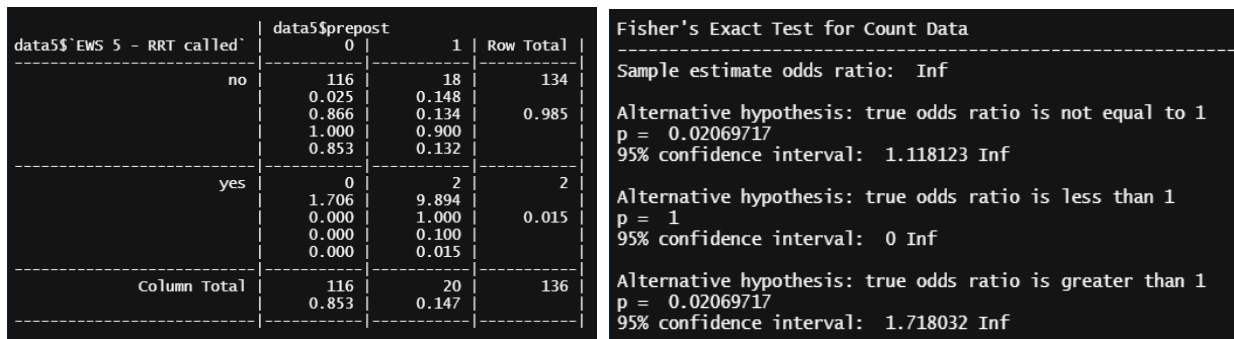 | data5$prepost
data5$`EWS 5 - RRT called` | 0 | 1 | Row Total |
---------------------------|-----------|-----------|-----------|
no | 116 | 18 | 134 |
| 0.025 | 0.148 | |
| 0.866 | 0.134 | 0.985 |
| 1.000 | 0.900 | |
| 0.853 | 0.132 | |
---------------------------|-----------|-----------|-----------|
yes | 0 | 2 | 2 |
| 1.706 | 9.894 | |
| 0.000 | 1.000 | 0.015 |
| 0.000 | 0.100 | |
| 0.000 | 0.015 | |
---------------------------|-----------|-----------|-----------|
Column Total | 116 | 20 | 136 |
| 0.853 | 0.147 | |
---------------------------|-----------|-----------|-----------|
Fisher's Exact Test for Count Data
------------------------------------------------------------
Sample estimate odds ratio: Inf
Alternative hypothesis: true odds ratio is not equal to 1
p = 0.02069717
95% confidence interval: 1.118123 Inf
Alternative hypothesis: true odds ratio is less than 1
p = 1
95% confidence interval: 0 Inf
Alternative hypothesis: true odds ratio is greater than 1
p = 0.02069717
95% confidence interval: 1.718032 Inf